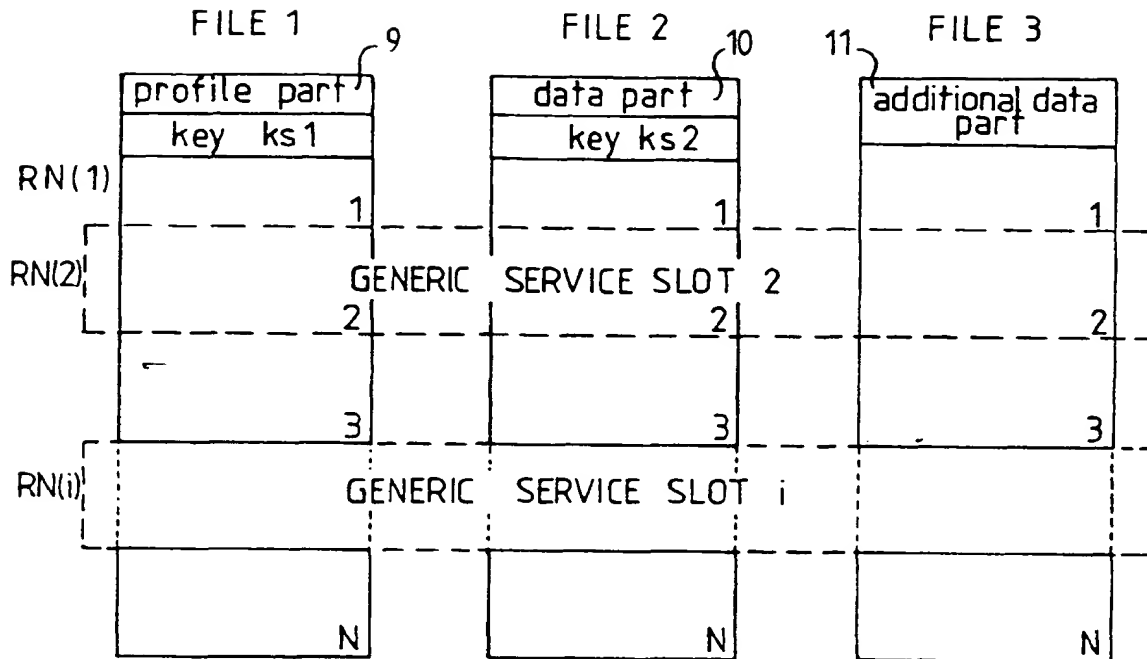 FILE 1
FILE 2
FILE 3
9
10
11
profile part
data part
additional data
part
key ks1
key ks2
RN(1)
1
1
1
RN(2)
GENERIC SERVICE SLOT 2
2
2
2
3
3
3
RN(i)
GENERIC SERVICE SLOT i
N
N
N